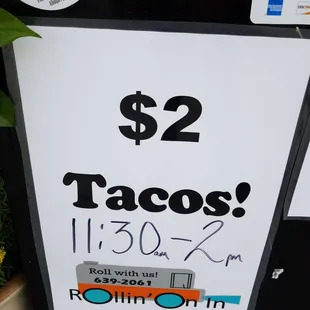 $2
Tacos!
11:30am-2pm
Roll with us!
639-2061
Rollin' On In